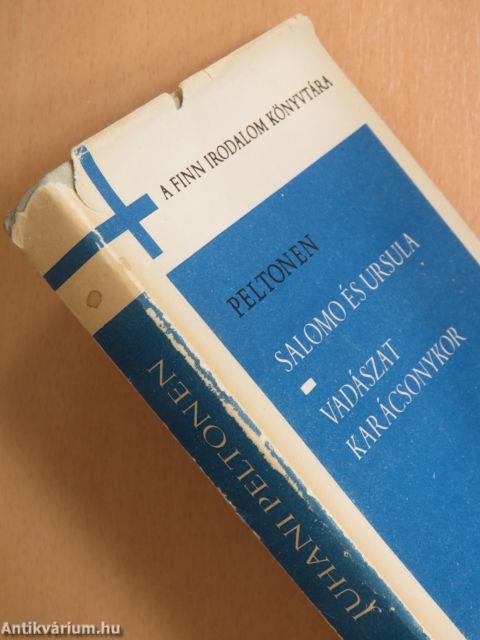 A FINN IRODALOM KÖNYVTÁRA
PELTONEN
SALOMO ÉS URSULA
VADÁSZAT
KARÁCSONYKOR
JUHANI PELTONEN
Antikvárium.hu